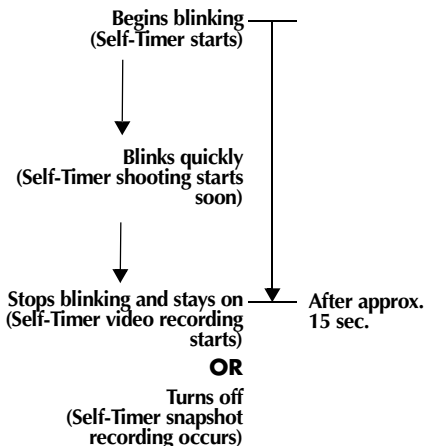 Begins blinking
(Self-Timer starts)
Blinks quickly
(Self-Timer shooting starts
soon)
Stops blinking and stays on
(Self-Timer video recording
starts)
After approx.
15 sec.
OR
Turns off
(Self-Timer snapshot
recording occurs)